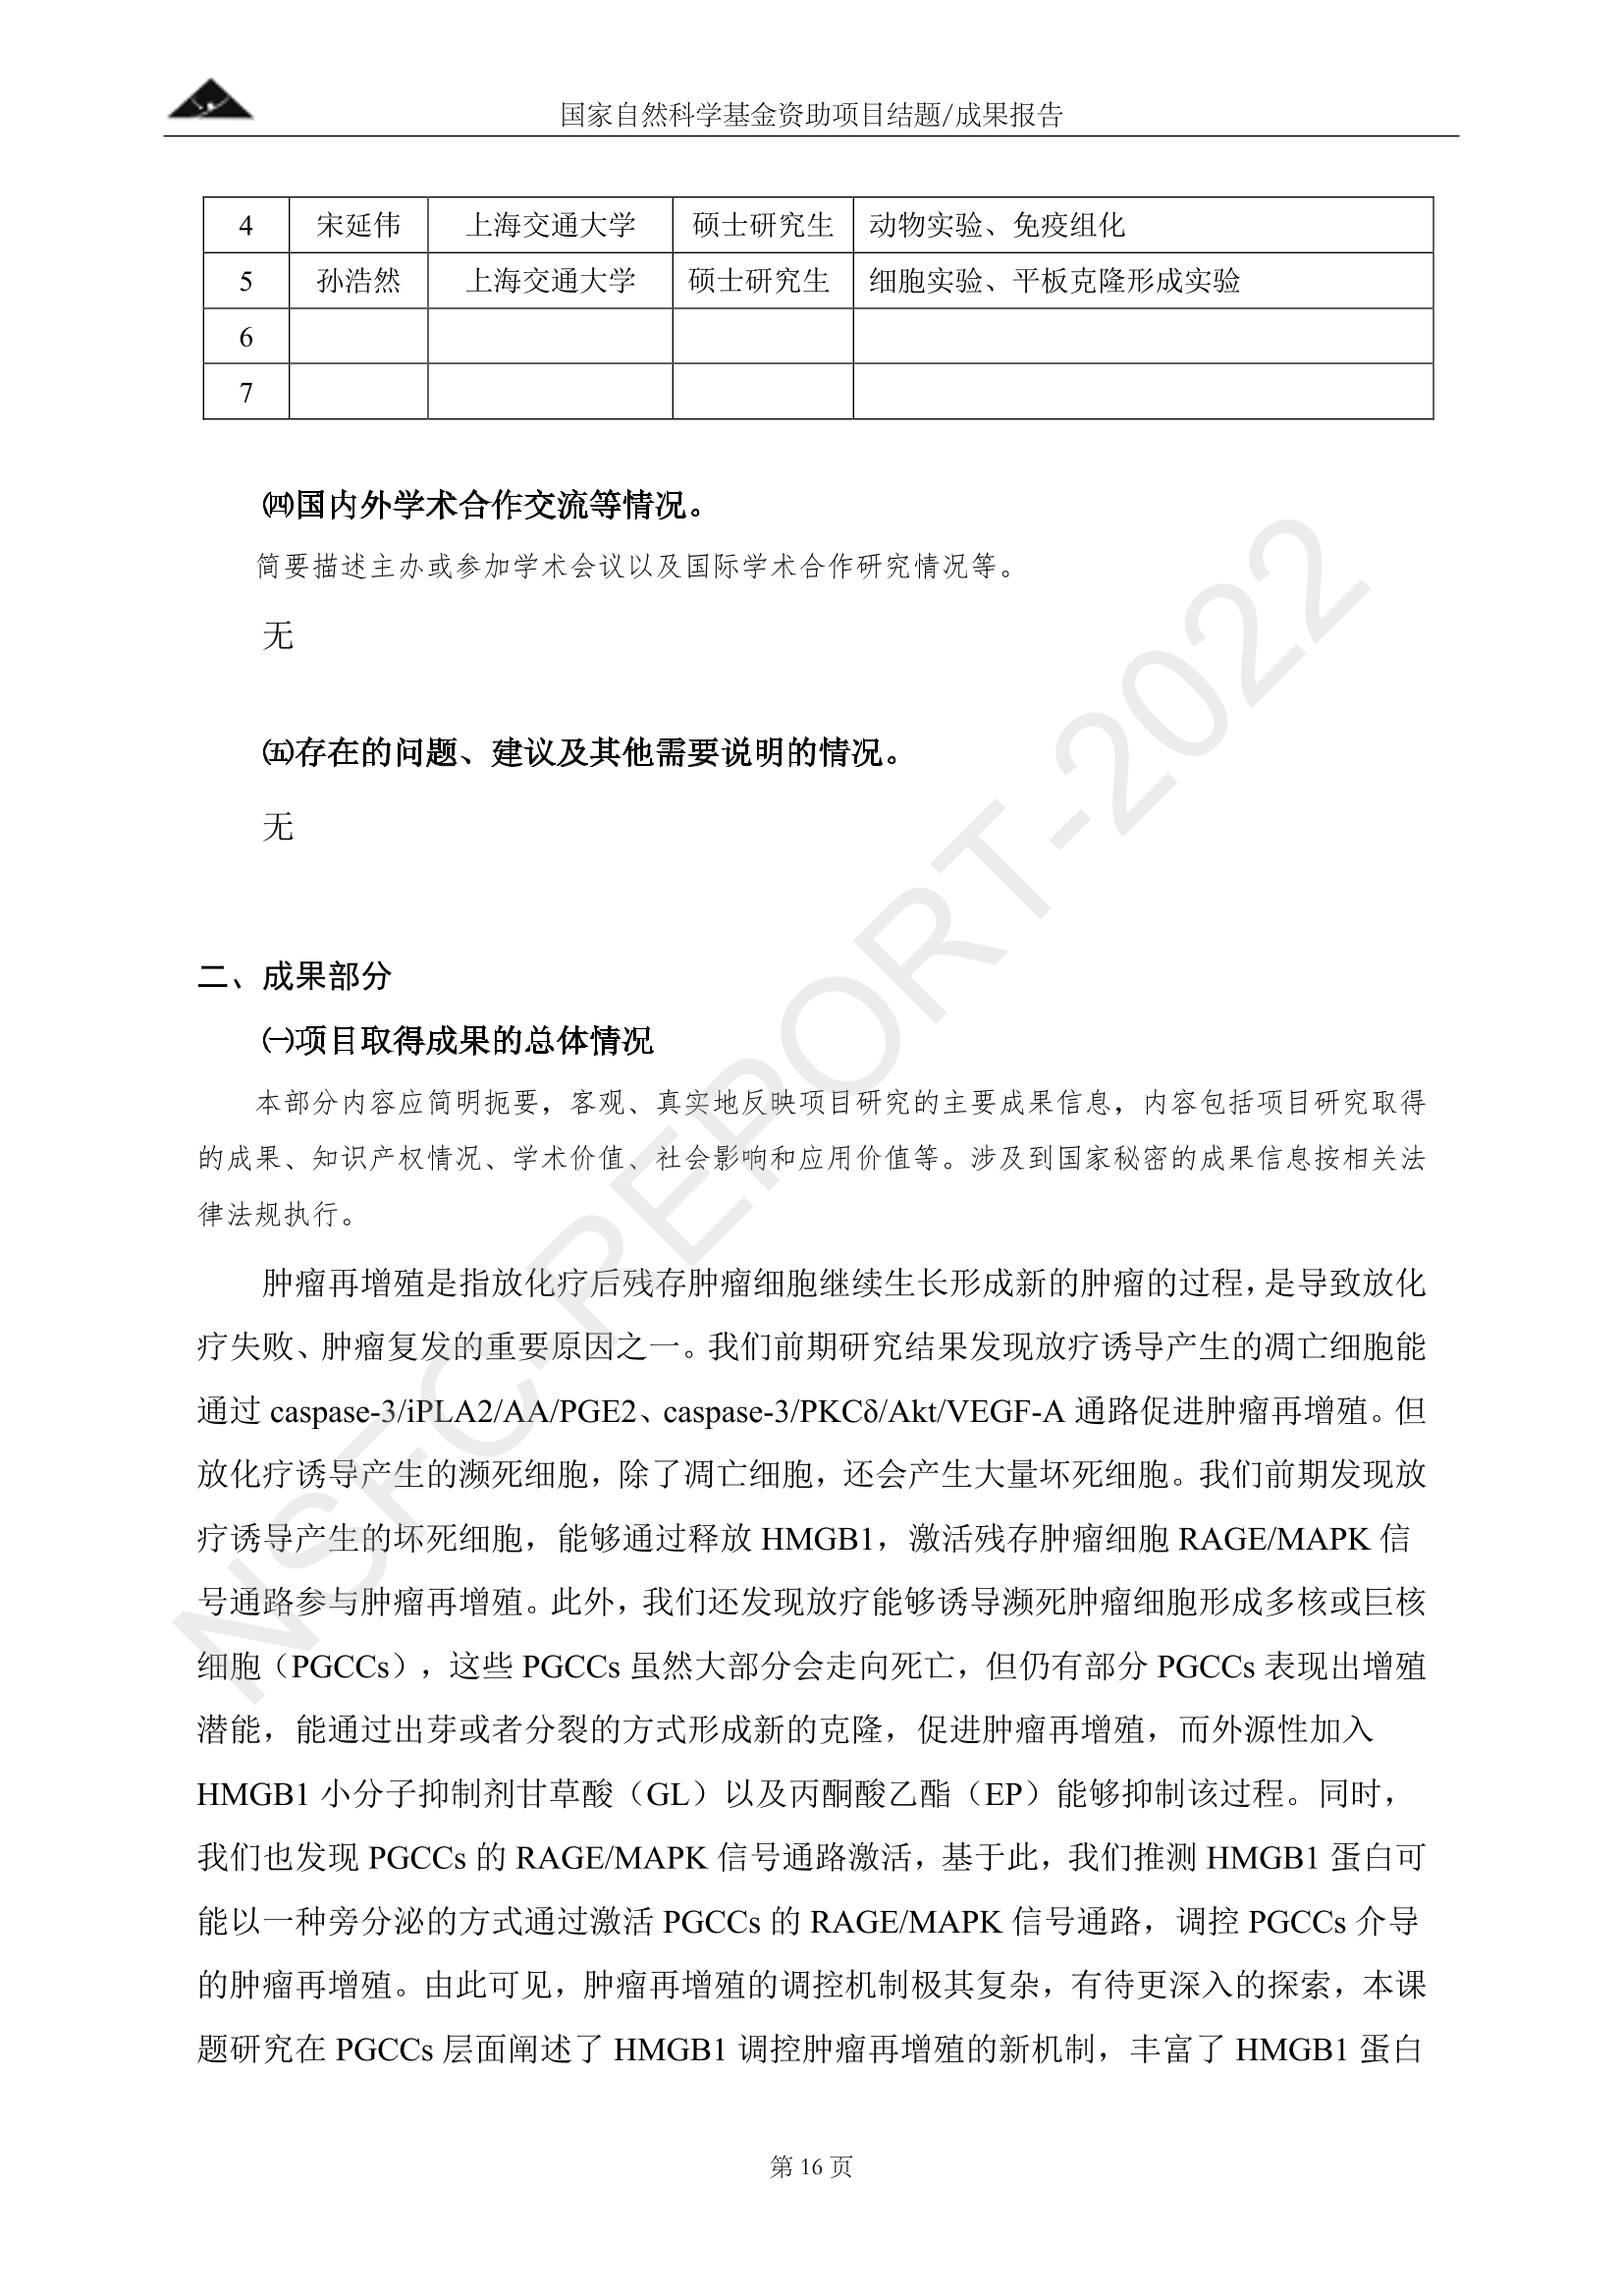 国家自然科学基金资助项目结题/成果报告
4 宋延伟 上海交通大学 硕士研究生 动物实验、免疫组化
5 孙浩然 上海交通大学 硕士研究生 细胞实验、平板克隆形成实验
6
7
㈣国内外学术合作交流等情况。
简要描述主办或参加学术会议以及国际学术合作研究情况等。
无
㈤存在的问题、建议及其他需要说明的情况。
无
二、成果部分
㈠项目取得成果的总体情况
本部分内容应简明扼要，客观、真实地反映项目研究的主要成果信息，内容包括项目研究取得
的成果、知识产权情况、学术价值、社会影响和应用价值等。涉及到国家秘密的成果信息按相关法
律法规执行。
肿瘤再增殖是指放化疗后残存肿瘤细胞继续生长形成新的肿瘤的过程，是导致放化
疗失败、肿瘤复发的重要原因之一。我们前期研究结果发现放疗诱导产生的凋亡细胞能
通过 caspase-3/iPLA2/AA/PGE2、caspase-3/PKCδ/Akt/VEGF-A 通路促进肿瘤再增殖。但
放化疗诱导产生的濒死细胞，除了凋亡细胞，还会产生大量坏死细胞。我们前期发现放
疗诱导产生的坏死细胞，能够通过释放 HMGB1，激活残存肿瘤细胞 RAGE/MAPK 信
号通路参与肿瘤再增殖。此外，我们还发现放疗能够诱导濒死肿瘤细胞形成多核或巨核
细胞（PGCCs），这些 PGCCs 虽然大部分会走向死亡，但仍有部分 PGCCs 表现出增殖
潜能，能通过出芽或者分裂的方式形成新的克隆，促进肿瘤再增殖，而外源性加入
HMGB1 小分子抑制剂甘草酸（GL）以及丙酮酸乙酯（EP）能够抑制该过程。同时，
我们也发现 PGCCs 的 RAGE/MAPK 信号通路激活，基于此，我们推测 HMGB1 蛋白可
能以一种旁分泌的方式通过激活 PGCCs 的 RAGE/MAPK 信号通路，调控 PGCCs 介导
的肿瘤再增殖。由此可见，肿瘤再增殖的调控机制极其复杂，有待更深入的探索，本课
题研究在 PGCCs 层面阐述了 HMGB1 调控肿瘤再增殖的新机制，丰富了 HMGB1 蛋白
第 16 页
NSFC-REPORT-2022